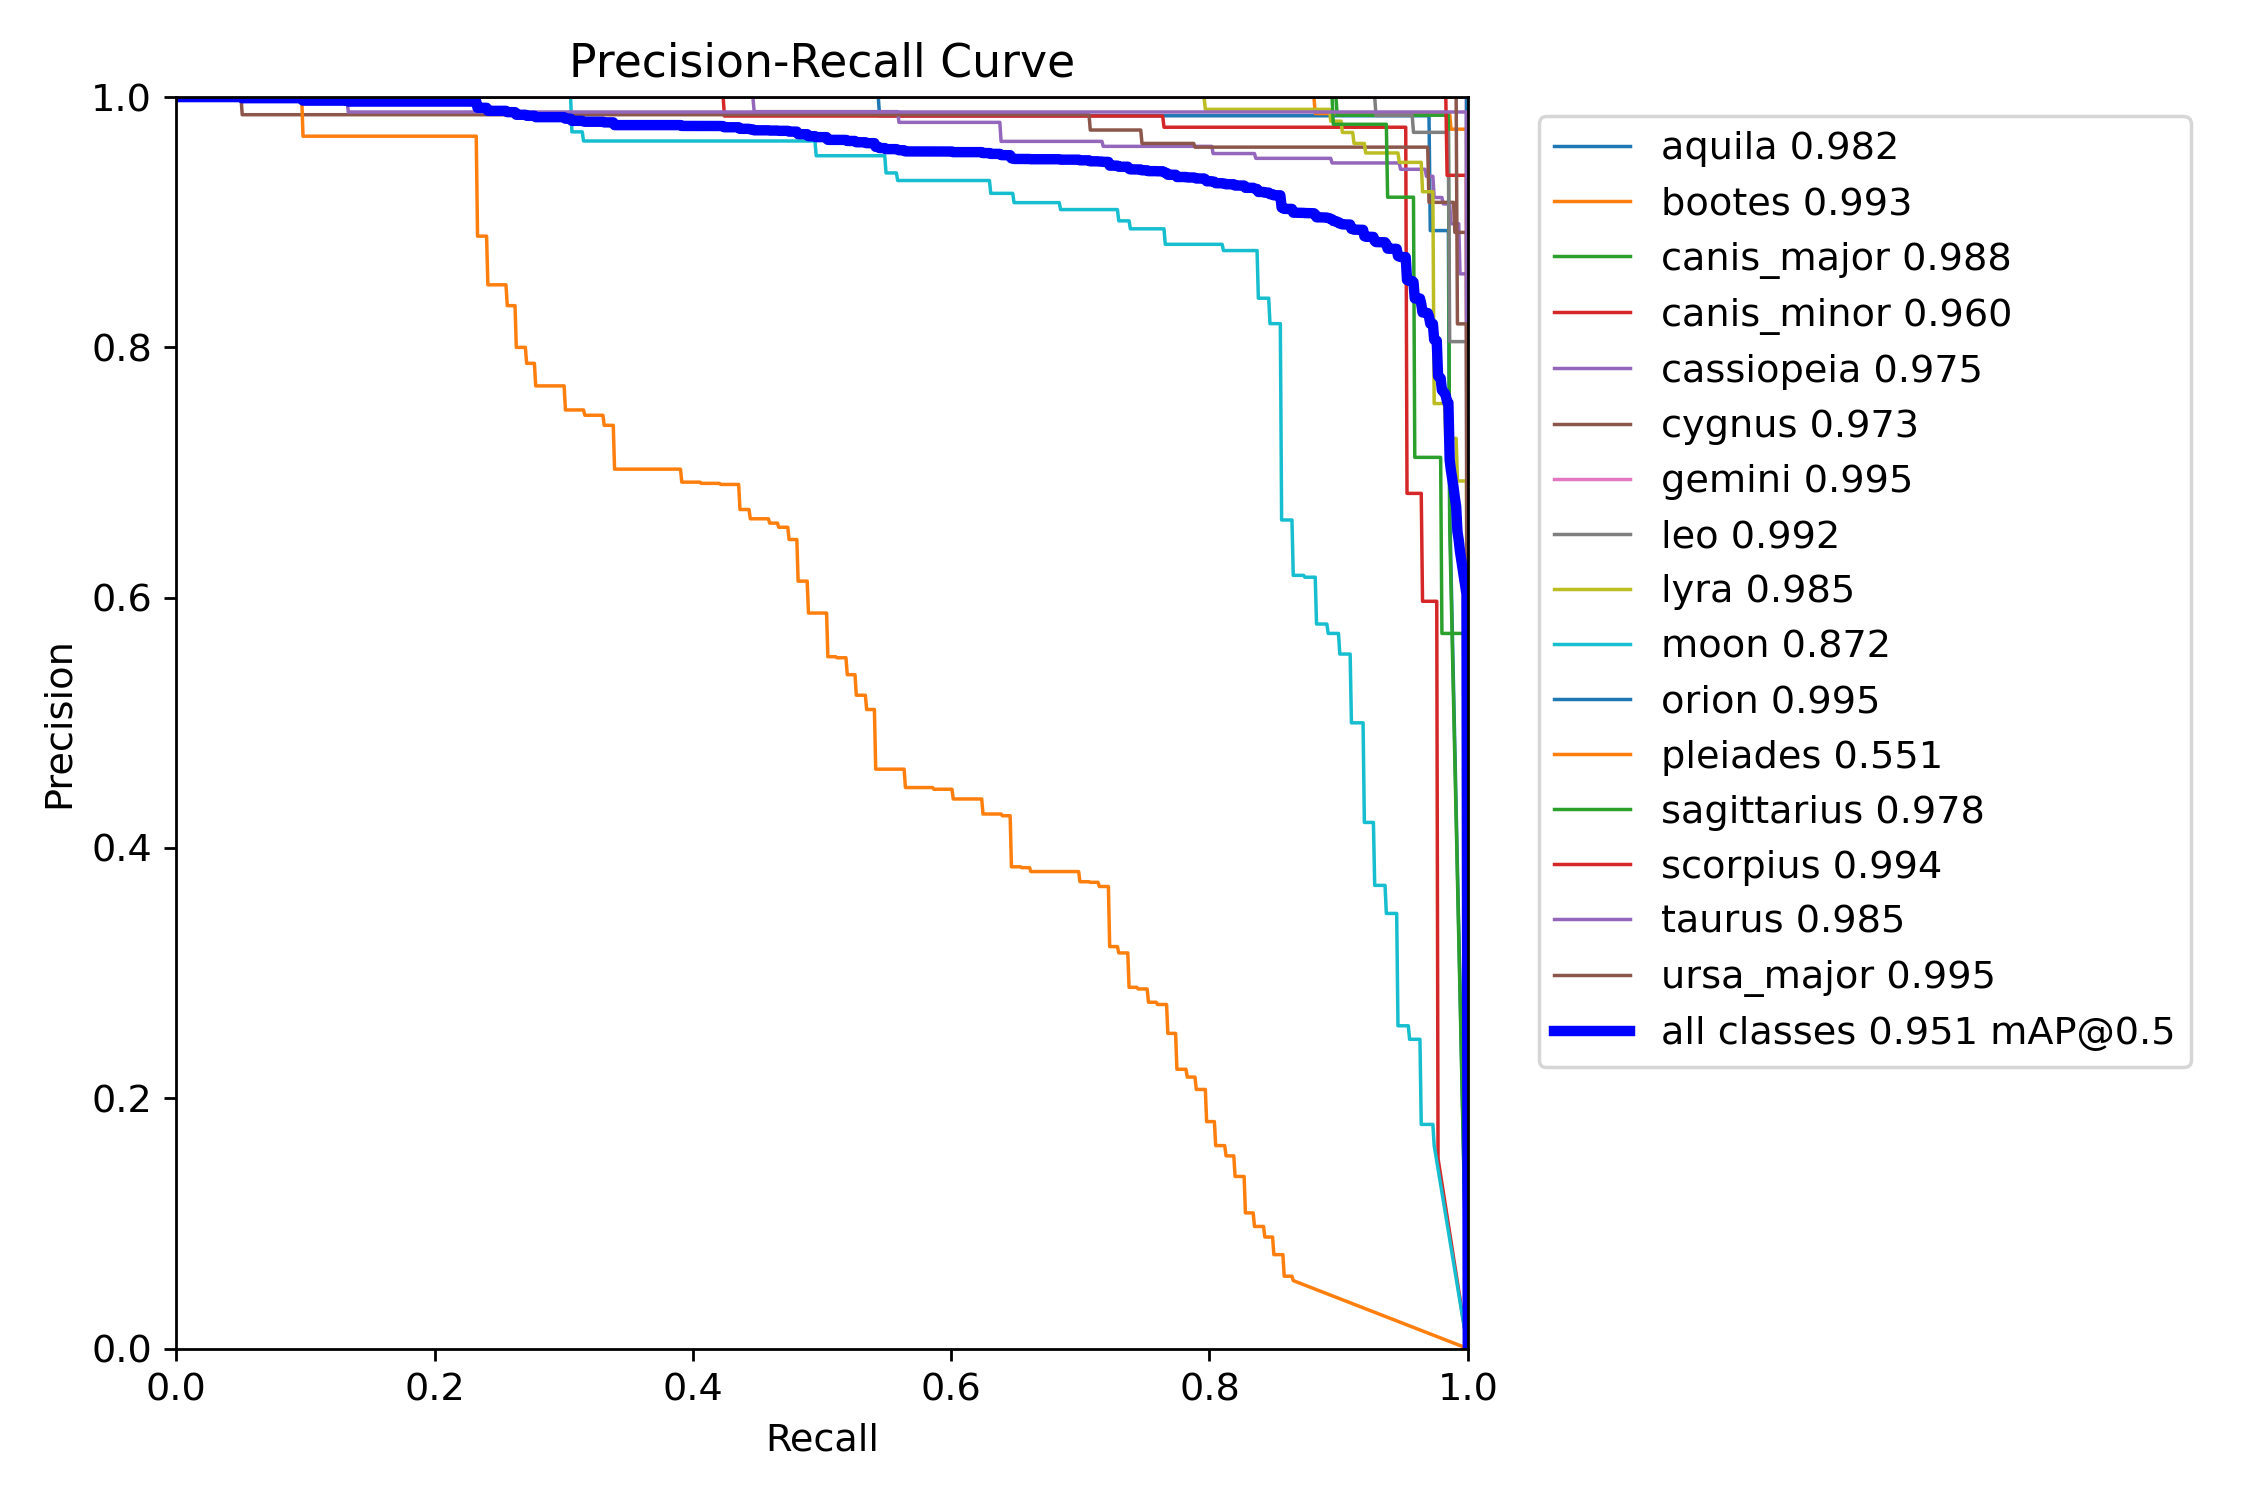 Precision-Recall Curve
1.0
0.8
0.6
0.4
0.2
0.0
Precision
0.0 0.2 0.4 0.6 0.8 1.0
Recall
aquila 0.982
bootes 0.993
canis_major 0.988
canis_minor 0.960
cassiopeia 0.975
cygnus 0.973
gemini 0.995
leo 0.992
lyra 0.985
moon 0.872
orion 0.995
pleiades 0.551
sagittarius 0.978
scorpius 0.994
taurus 0.985
ursa_major 0.995
all classes 0.951 mAP@0.5